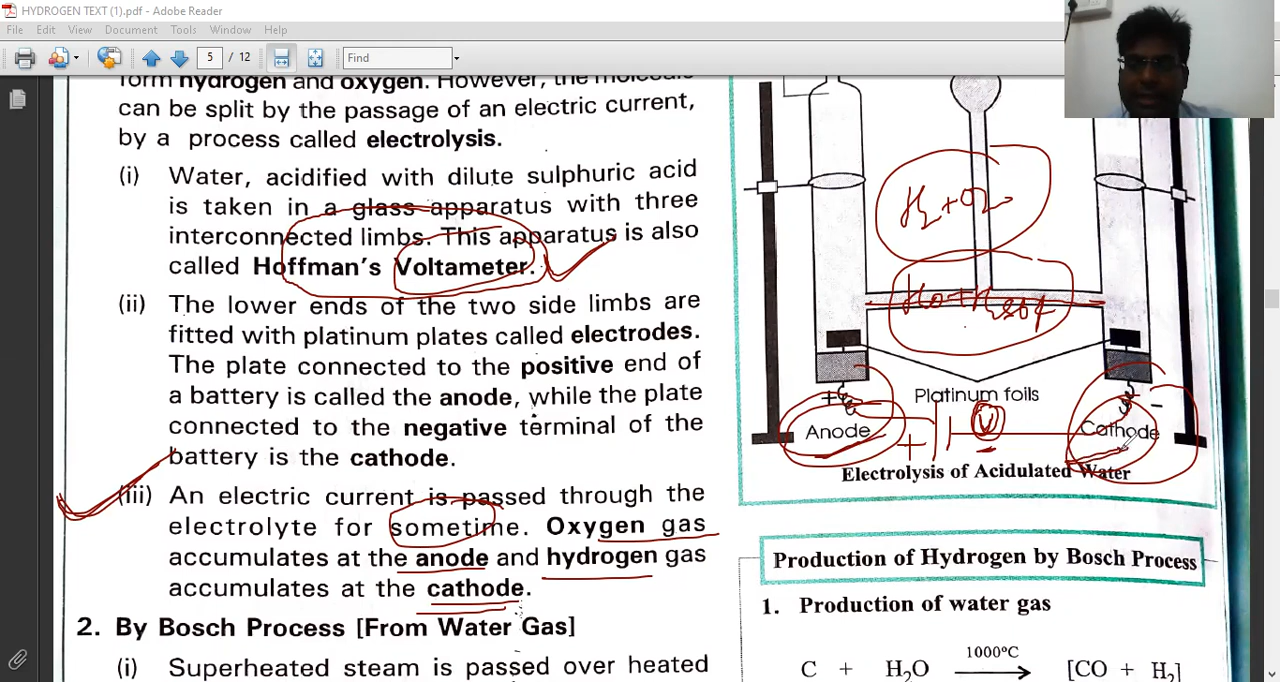 HYDROGEN TEXT (1).pdf - Adobe Reader
File Edit View Document Tools Window Help
5 / 12 Find
form hydrogen and oxygen. However, the molecule
can be split by the passage of an electric current,
by a process called electrolysis.
(i) Water, acidified with dilute sulphuric acid
is taken in a glass apparatus with three
interconnected limbs. This apparatus is also
called Hoffman's Voltameter.
(ii) The lower ends of the two side limbs are
fitted with platinum plates called electrodes.
The plate connected to the positive end of
a battery is called the anode, while the plate
connected to the negative terminal of the
battery is the cathode.
(iii) An electric current is passed through the
electrolyte for sometime. Oxygen gas
accumulates at the anode and hydrogen gas
accumulates at the cathode.
2. By Bosch Process [From Water Gas]
(i) Superheated steam is passed over heated
H2+O2
H2O+H2SO4
Platinum foils
+ −
Anode + V Cathode
Electrolysis of Acidulated Water
Production of Hydrogen by Bosch Process
1. Production of water gas
1000°C
C + H₂O ⟶ [CO + H₂]